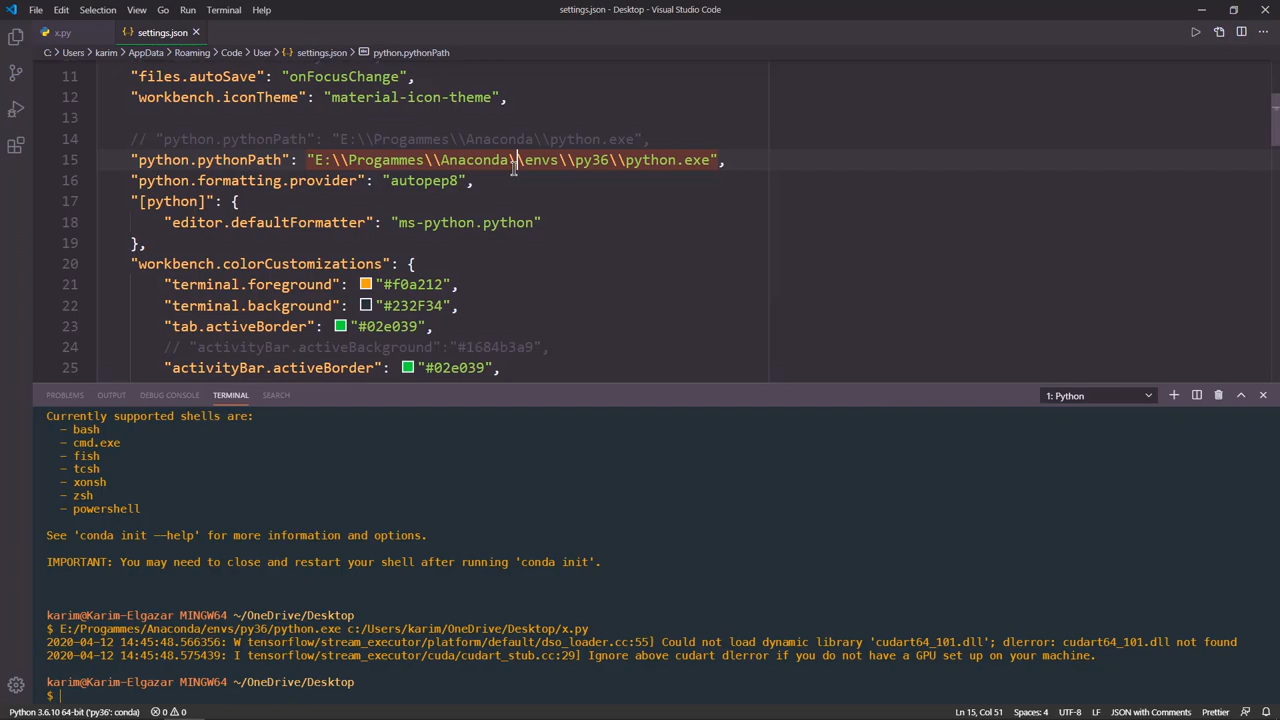 File Edit Selection View Go Run Terminal Help settings.json - Desktop - Visual Studio Code
x.py settings.json
C: > Users > karim > AppData > Roaming > Code > User > settings.json > python.pythonPath
11 "files.autoSave": "onFocusChange",
12 "workbench.iconTheme": "material-icon-theme",
13
14 // "python.pythonPath": "E:\\Progammes\\Anaconda\\python.exe",
15 "python.pythonPath": "E:\\Progammes\\Anaconda\\envs\\py36\\python.exe",
16 "python.formatting.provider": "autopep8",
17 "[python]": {
18 "editor.defaultFormatter": "ms-python.python"
19 },
20 "workbench.colorCustomizations": {
21 "terminal.foreground": "#f0a212",
22 "terminal.background": "#232F34",
23 "tab.activeBorder": "#02e039",
24 // "activityBar.activeBackground":"#1684b3a9",
25 "activityBar.activeBorder": "#02e039",
PROBLEMS OUTPUT DEBUG CONSOLE TERMINAL SEARCH 1: Python
Currently supported shells are:
- bash
- cmd.exe
- fish
- tcsh
- xonsh
- zsh
- powershell
See 'conda init --help' for more information and options.
IMPORTANT: You may need to close and restart your shell after running 'conda init'.
karim@Karim-Elgazar MINGW64 ~/OneDrive/Desktop
$ E:/Progammes/Anaconda/envs/py36/python.exe c:/Users/karim/OneDrive/Desktop/x.py
2020-04-12 14:45:48.566356: W tensorflow/stream_executor/platform/default/dso_loader.cc:55] Could not load dynamic library 'cudart64_101.dll'; dlerror: cudart64_101.dll not found
2020-04-12 14:45:48.575439: I tensorflow/stream_executor/cuda/cudart_stub.cc:29] Ignore above cudart dlerror if you do not have a GPU set up on your machine.
karim@Karim-Elgazar MINGW64 ~/OneDrive/Desktop
$
Python 3.6.10 64-bit ('py36': conda) 0 0 Ln 15, Col 51 Spaces: 4 UTF-8 LF JSON with Comments Prettier